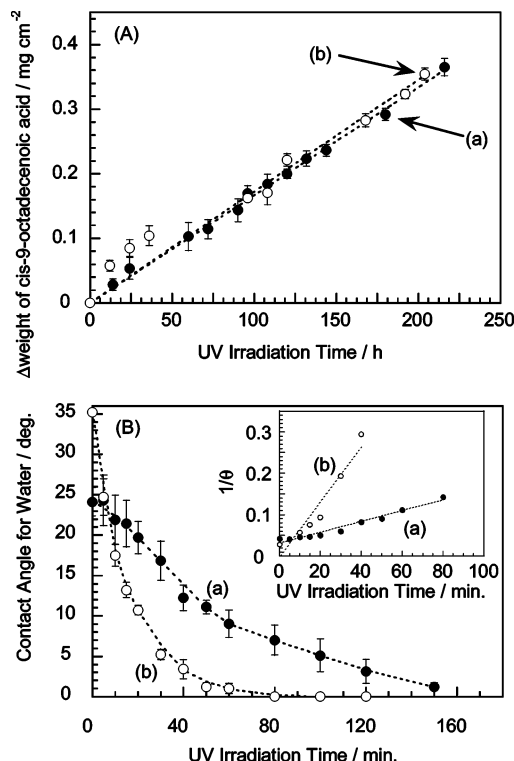 (A)
0.4
0.3
0.2
0.1
0
Δweight of cis-9-octadecenoic acid / mg cm⁻²
(b)
(a)
0 50 100 150 200 250
UV Irradiation Time / h
(B)
35
30
25
20
15
10
5
0
Contact Angle for Water / deg.
(a)
(b)
0.3
0.2
0.1
0
1/θ
(b)
(a)
0 20 40 60 80 100
UV Irradiation Time / min.
0 40 80 120 160
UV Irradiation Time / min.